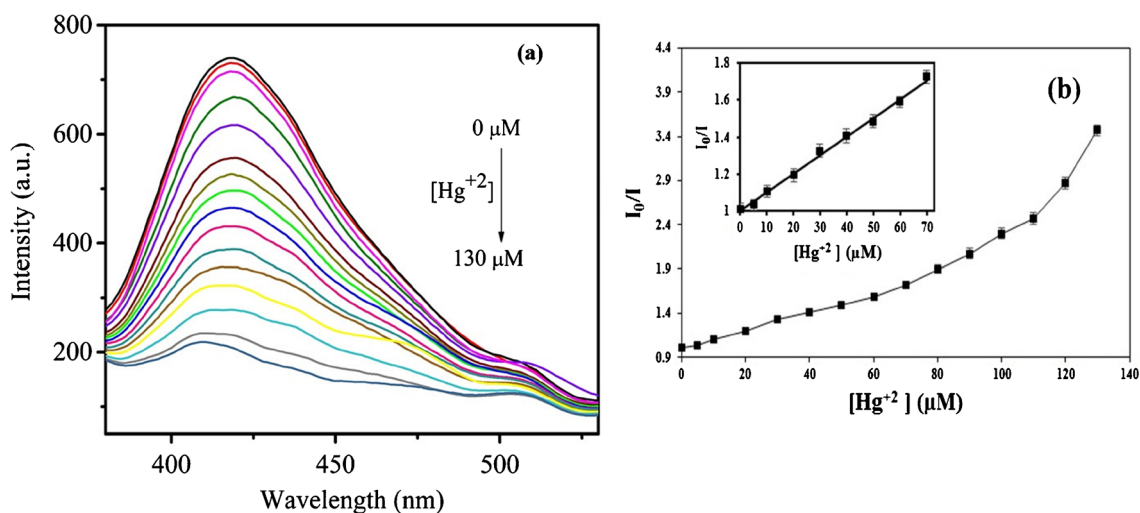 800
600
400
200
Intensity (a.u.)
(a)
0 µM
[Hg+2]
130 µM
400
450
500
Wavelength (nm)
4.4
3.9
3.4
2.9
2.4
1.9
1.4
0.9
I0/I
(b)
1.8
1.6
1.4
1.2
1
I0/I
0 10 20 30 40 50 60 70
[Hg+2 ] (µM)
0 20 40 60 80 100 120 140
[Hg+2 ] (µM)